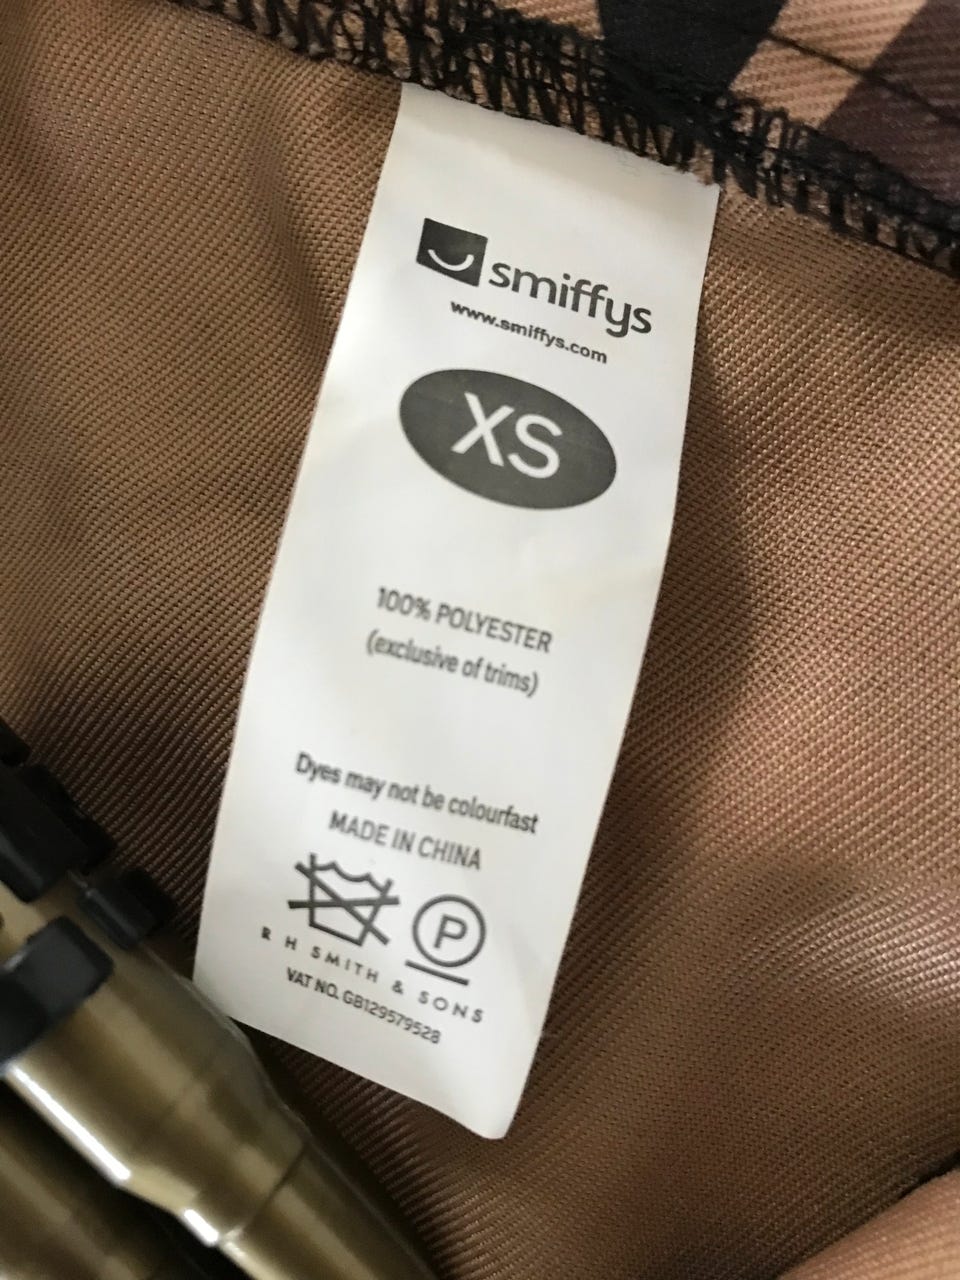 smiffys
www.smiffys.com
XS
100% POLYESTER
(exclusive of trims)
Dyes may not be colourfast
MADE IN CHINA
P
R H SMITH & SONS
VAT NO. GB129579528